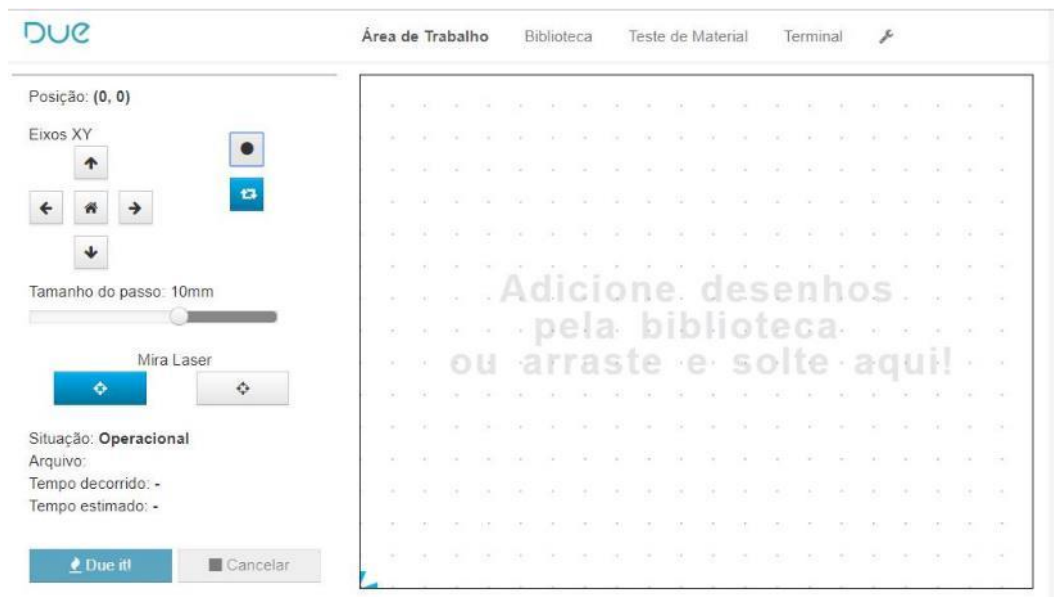 Due
Área de Trabalho Biblioteca Teste de Material Terminal
Posição: (0, 0)
Eixos XY
Tamanho do passo: 10mm
Mira Laser
Situação: Operacional
Arquivo:
Tempo decorrido: -
Tempo estimado: -
Due it! Cancelar
Adicione desenhos
pela biblioteca
ou arraste e solte aqui!